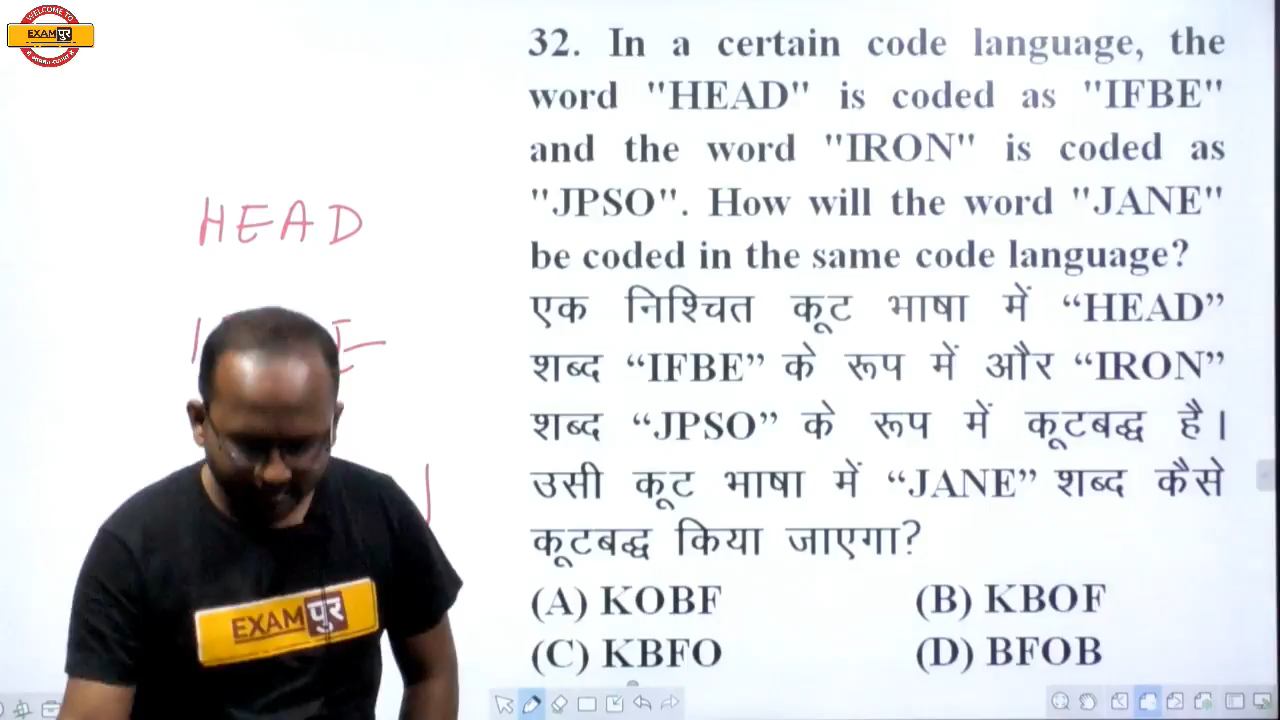 WELCOME TO
EXAMपुर
32. In a certain code language, the
word "HEAD" is coded as "IFBE"
and the word "IRON" is coded as
"JPSO". How will the word "JANE"
be coded in the same code language?
एक निश्चित कूट भाषा में “HEAD”
शब्द “IFBE” के रूप में और “IRON”
शब्द “JPSO” के रूप में कूटबद्ध है।
उसी कूट भाषा में “JANE” शब्द कैसे
कूटबद्ध किया जाएगा?
(A) KOBF (B) KBOF
(C) KBFO (D) BFOB
HEAD
EXAMपुर